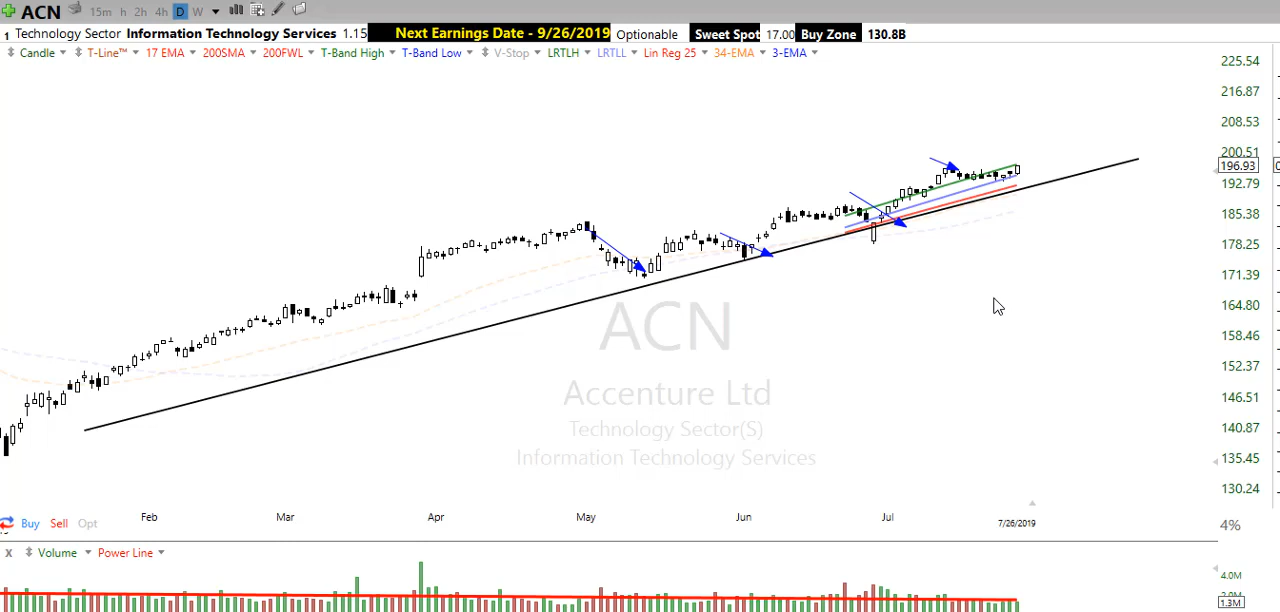 ACN 15m h 2h 4h D W
1 Technology Sector Information Technology Services 1.15 Next Earnings Date - 9/26/2019 Optionable Sweet Spot 17.00 Buy Zone 130.8B
Candle T-Line™ 17 EMA 200SMA 200FWL T-Band High T-Band Low V-Stop LRTLH LRTLL Lin Reg 25 34-EMA 3-EMA
225.54
216.87
208.53
200.51
196.93
192.79
185.38
178.25
171.39
164.80
158.46
152.37
146.51
140.87
135.45
130.24
ACN
Accenture Ltd
Technology Sector(S)
Information Technology Services
Feb Mar Apr May Jun Jul 7/26/2019
Buy Sell Opt
4%
X Volume Power Line
4.0M
1.3M